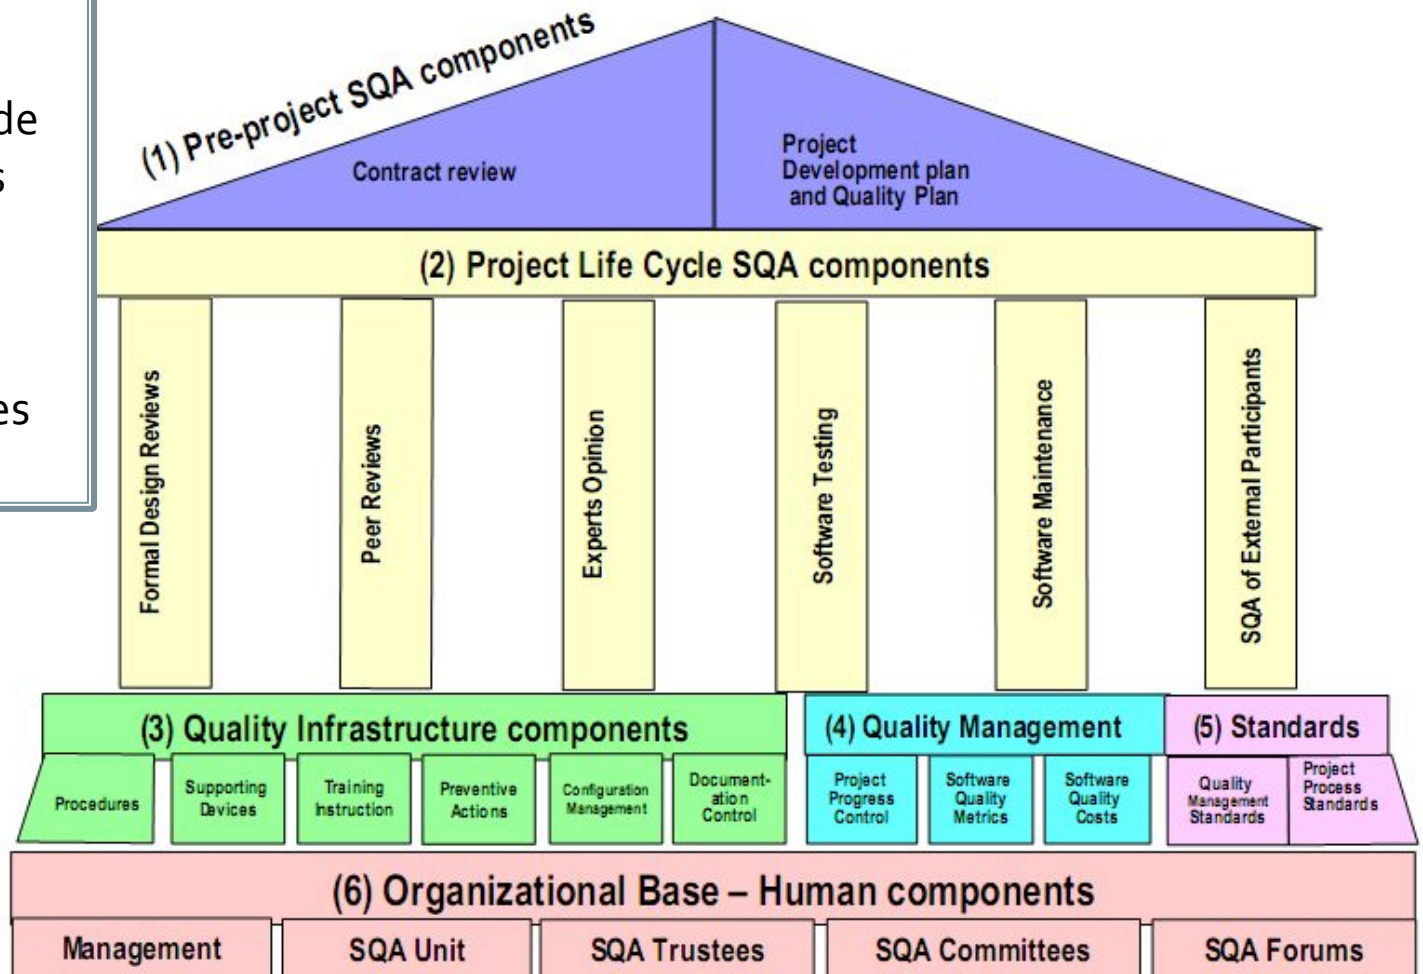 de
s
es
(1) Pre-project SQA components
Contract review
Project
Development plan
and Quality Plan
(2) Project Life Cycle SQA components
Formal Design Reviews
Peer Reviews
Experts Opinion
Software Testing
Software Maintenance
SQA of External Participants
(3) Quality Infrastructure components
(4) Quality Management
(5) Standards
Procedures
Supporting
Devices
Training
Instruction
Preventive
Actions
Configuration
Management
Document-
ation
Control
Project
Progress
Control
Software
Quality
Metrics
Software
Quality
Costs
Quality
Management
Standards
Project
Process
Standards
(6) Organizational Base – Human components
Management
SQA Unit
SQA Trustees
SQA Committees
SQA Forums